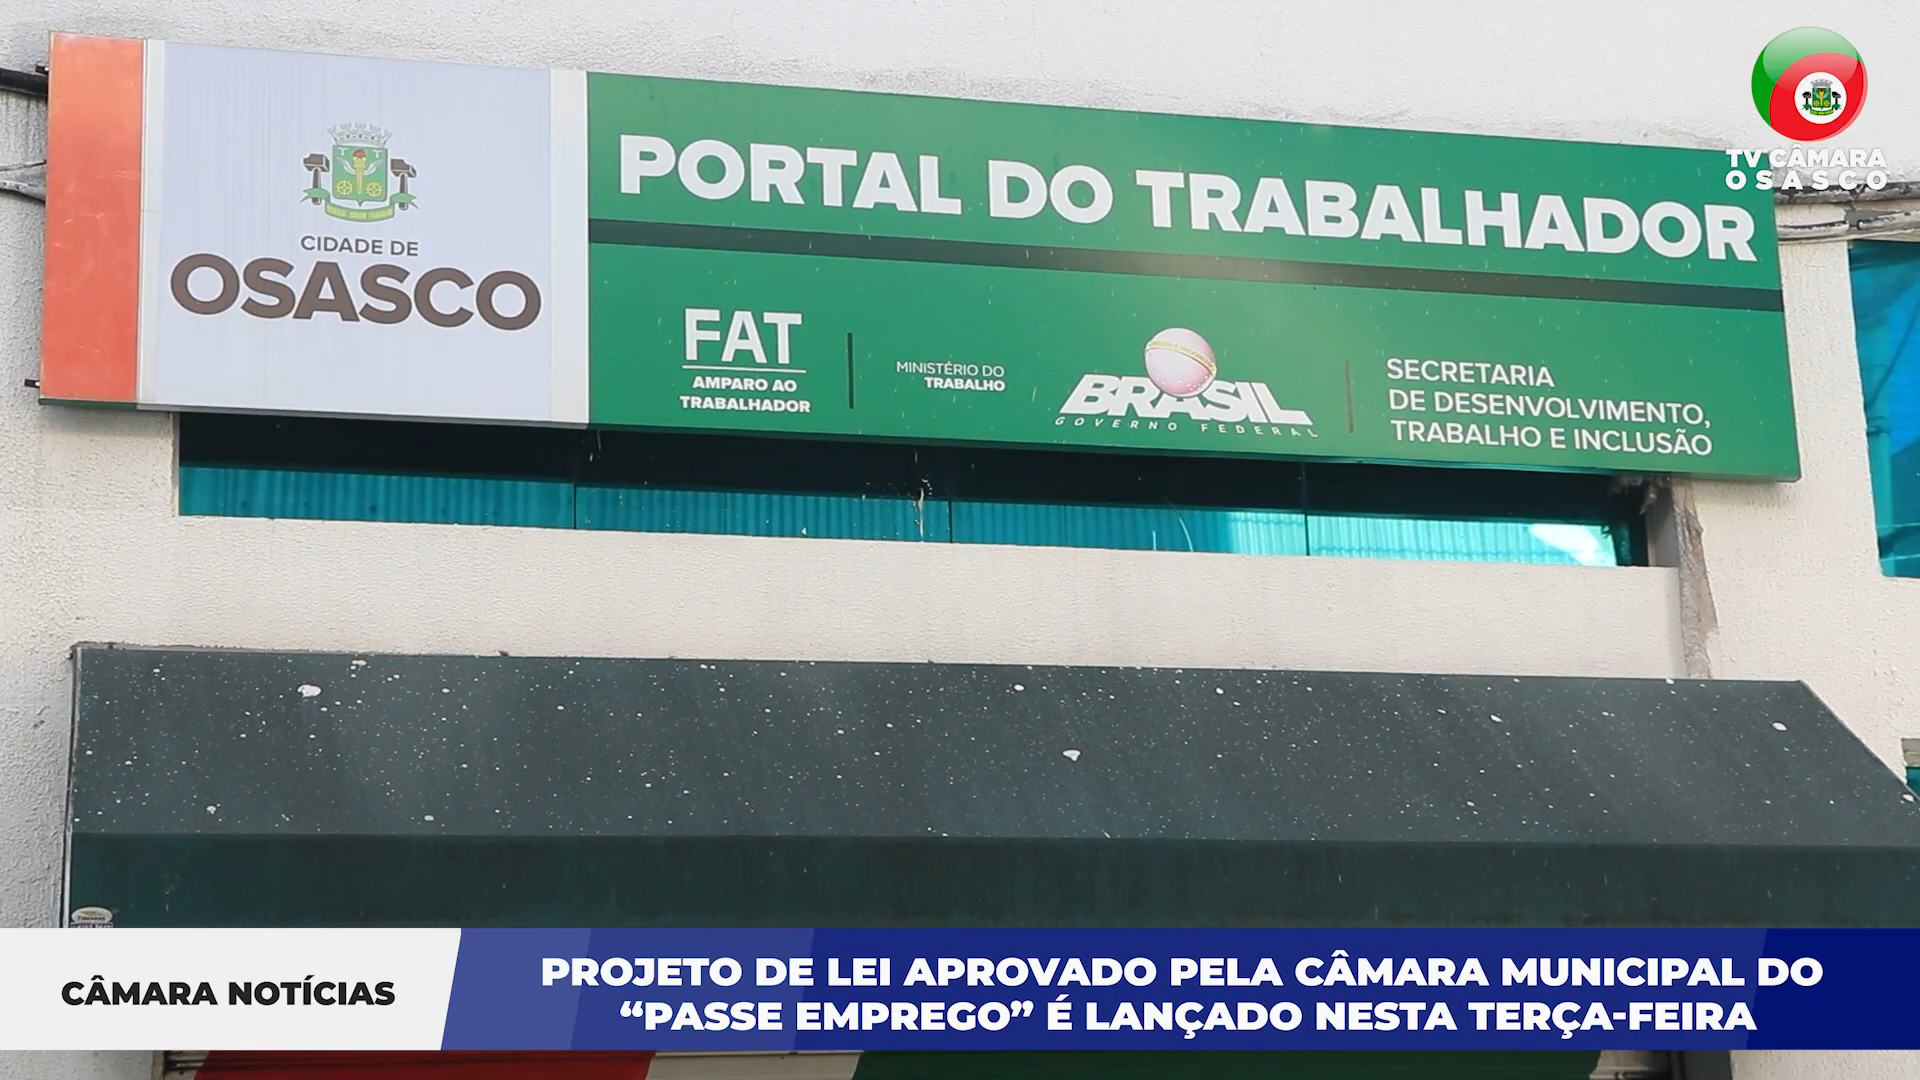 CIDADE DE
OSASCO
PORTAL DO TRABALHADOR
FAT
AMPARO AO
TRABALHADOR
MINISTÉRIO DO
TRABALHO
BRASIL
GOVERNO FEDERAL
SECRETARIA
DE DESENVOLVIMENTO,
TRABALHO E INCLUSÃO
TV CÂMARA
OSASCO
CÂMARA NOTÍCIAS
PROJETO DE LEI APROVADO PELA CÂMARA MUNICIPAL DO
“PASSE EMPREGO” É LANÇADO NESTA TERÇA-FEIRA